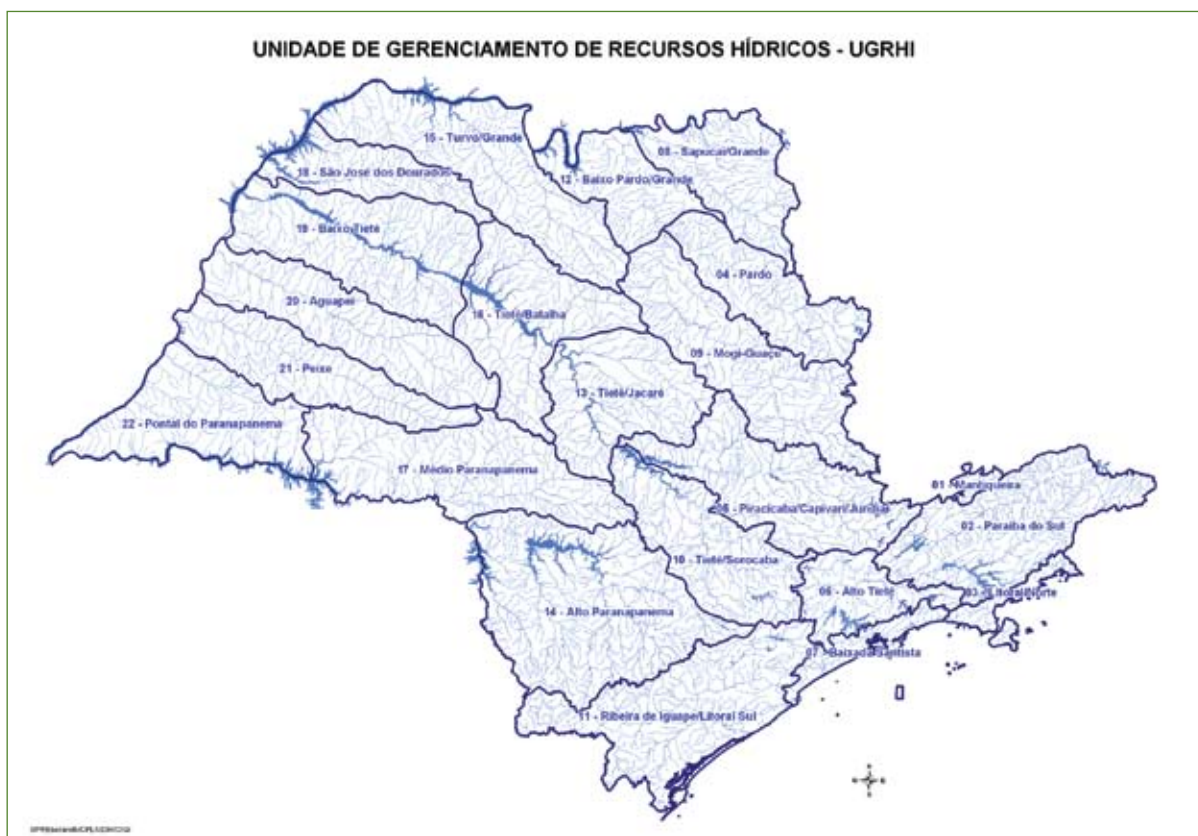 UNIDADE DE GERENCIAMENTO DE RECURSOS HÍDRICOS - UGRHI
15 - Turvo/Grande
08 - Sapucaí/Grande
18 - São José dos Dourados
12 - Baixo Pardo/Grande
19 - Baixo Tietê
04 - Pardo
20 - Aguapeí
16 - Tietê/Batalha
09 - Mogi-Guaçu
21 - Peixe
13 - Tietê/Jacaré
22 - Pontal do Paranapanema
17 - Médio Paranapanema
01 - Mantiqueira
05 - Piracicaba/Capivari/Jundiaí
02 - Paraíba do Sul
10 - Tietê/Sorocaba
06 - Alto Tietê
03 - Litoral Norte
14 - Alto Paranapanema
07 - Baixada Santista
11 - Ribeira de Iguape/Litoral Sul